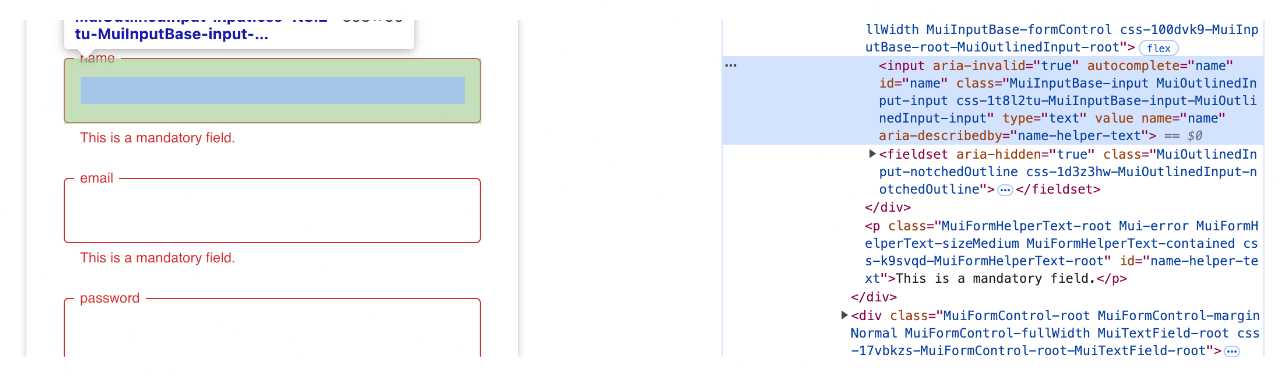 tu-MuiInputBase-input-...
name
This is a mandatory field.
email
This is a mandatory field.
password
llWidth MuiInputBase-formControl css-100dvk9-MuiInp
utBase-root-MuiOutlinedInput-root"> flex
<input aria-invalid="true" autocomplete="name"
id="name" class="MuiInputBase-input MuiOutlinedIn
put-input css-1t8l2tu-MuiInputBase-input-MuiOutli
nedInput-input" type="text" value name="name"
aria-describedby="name-helper-text"> == $0
<fieldset aria-hidden="true" class="MuiOutlinedIn
put-notchedOutline css-1d3z3hw-MuiOutlinedInput-n
otchedOutline"> … </fieldset>
</div>
<p class="MuiFormHelperText-root Mui-error MuiFormH
elperText-sizeMedium MuiFormHelperText-contained cs
s-k9svqd-MuiFormHelperText-root" id="name-helper-te
xt">This is a mandatory field.</p>
</div>
<div class="MuiFormControl-root MuiFormControl-margin
Normal MuiFormControl-fullWidth MuiTextField-root css
-17vbkzs-MuiFormControl-root-MuiTextField-root"> …